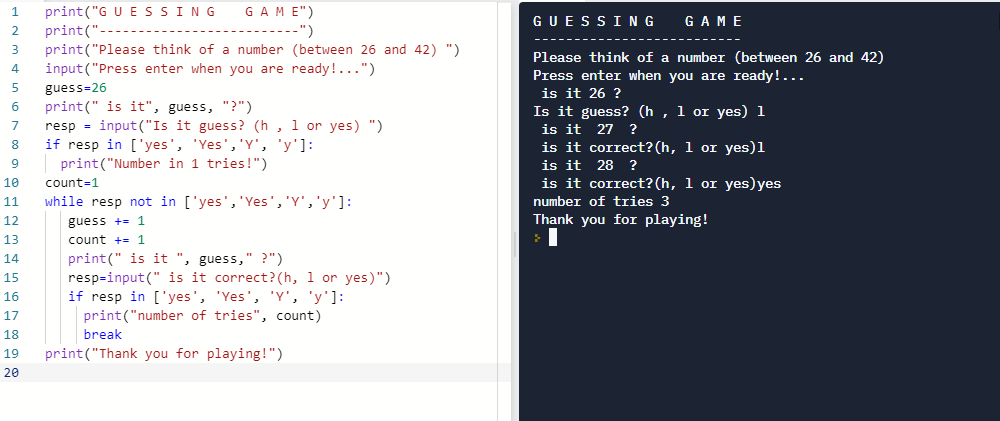 1 print("G U E S S I N G    G A M E")
2 print("--------------------------")
3 print("Please think of a number (between 26 and 42) ")
4 input("Press enter when you are ready!...")
5 guess=26
6 print(" is it", guess, "?")
7 resp = input("Is it guess? (h , l or yes) ")
8 if resp in ['yes', 'Yes','Y', 'y']:
9   print("Number in 1 tries!")
10 count=1
11 while resp not in ['yes','Yes','Y','y']:
12    guess += 1
13    count += 1
14    print(" is it ", guess," ?")
15    resp=input(" is it correct?(h, l or yes)")
16    if resp in ['yes', 'Yes', 'Y', 'y']:
17      print("number of tries", count)
18      break
19 print("Thank you for playing!")
20
G U E S S I N G    G A M E
--------------------------
Please think of a number (between 26 and 42)
Press enter when you are ready!...
 is it 26 ?
Is it guess? (h , l or yes) l
 is it  27  ?
 is it correct?(h, l or yes)l
 is it  28  ?
 is it correct?(h, l or yes)yes
number of tries 3
Thank you for playing!
>